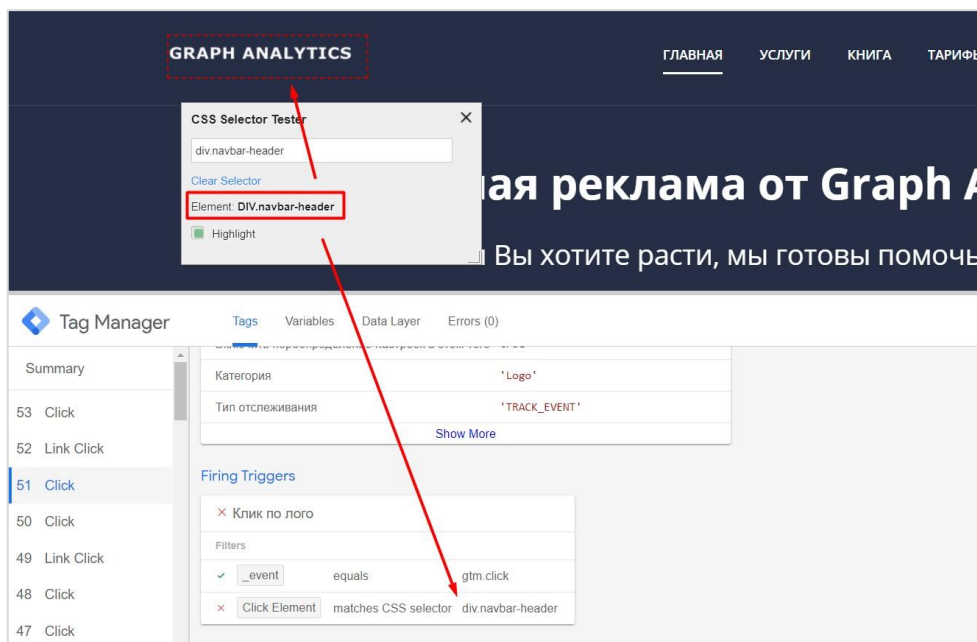 GRAPH ANALYTICS
ГЛАВНАЯ УСЛУГИ КНИГА ТАРИФЫ
CSS Selector Tester
div.navbar-header
Clear Selector
Element: DIV.navbar-header
Highlight
ная реклама от Graph A
Вы хотите расти, мы готовы помочь
Tag Manager
Tags Variables Data Layer Errors (0)
Summary
53 Click
52 Link Click
51 Click
50 Click
49 Link Click
48 Click
47 Click
Категория 'Logo'
Тип отслеживания 'TRACK_EVENT'
Show More
Firing Triggers
Клик по лого
Filters
_event equals gtm.click
Click Element matches CSS selector div.navbar-header